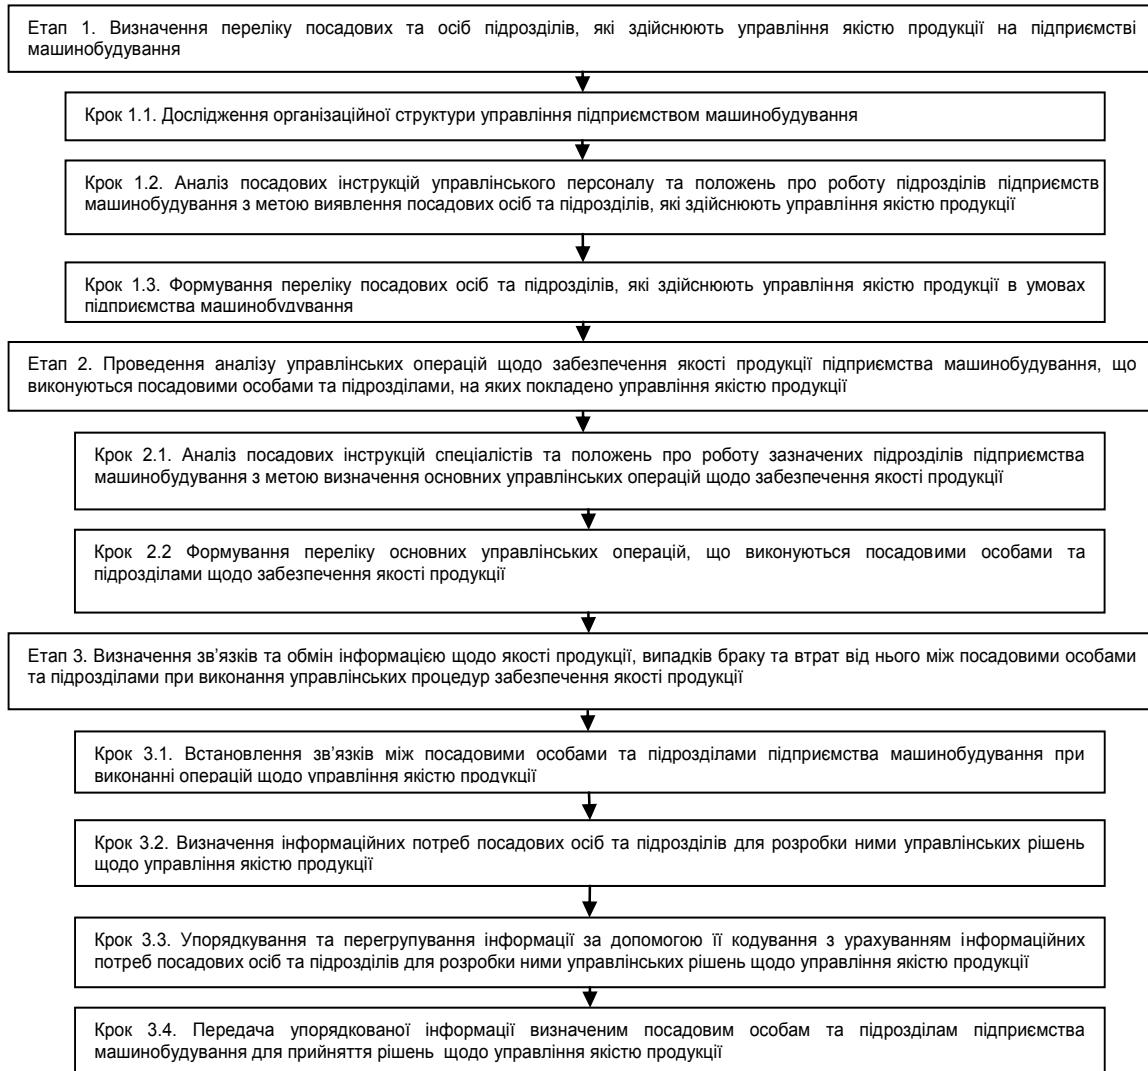 Етап 1. Визначення переліку посадових та осіб підрозділів, які здійснюють управління якістю продукції на підприємстві
машинобудування
Крок 1.1. Дослідження організаційної структури управління підприємством машинобудування
Крок 1.2. Аналіз посадових інструкцій управлінського персоналу та положень про роботу підрозділів підприємств
машинобудування з метою виявлення посадових осіб та підрозділів, які здійснюють управління якістю продукції
Крок 1.3. Формування переліку посадових осіб та підрозділів, які здійснюють управління якістю продукції в умовах
підприємства машинобудування
Етап 2. Проведення аналізу управлінських операцій щодо забезпечення якості продукції підприємства машинобудування, що
виконуються посадовими особами та підрозділами, на яких покладено управління якістю продукції
Крок 2.1. Аналіз посадових інструкцій спеціалістів та положень про роботу зазначених підрозділів підприємства
машинобудування з метою визначення основних управлінських операцій щодо забезпечення якості продукції
Крок 2.2 Формування переліку основних управлінських операцій, що виконуються посадовими особами та
підрозділами щодо забезпечення якості продукції
Етап 3. Визначення зв’язків та обмін інформацією щодо якості продукції, випадків браку та втрат від нього між посадовими особами
та підрозділами при виконання управлінських процедур забезпечення якості продукції
Крок 3.1. Встановлення зв’язків між посадовими особами та підрозділами підприємства машинобудування при
виконанні операцій щодо управління якістю продукції
Крок 3.2. Визначення інформаційних потреб посадових осіб та підрозділів для розробки ними управлінських рішень
щодо управління якістю продукції
Крок 3.3. Упорядкування та перегрупування інформації за допомогою її кодування з урахуванням інформаційних
потреб посадових осіб та підрозділів для розробки ними управлінських рішень щодо управління якістю продукції
Крок 3.4. Передача упорядкованої інформації визначеним посадовим особам та підрозділам підприємства
машинобудування для прийняття рішень щодо управління якістю продукції